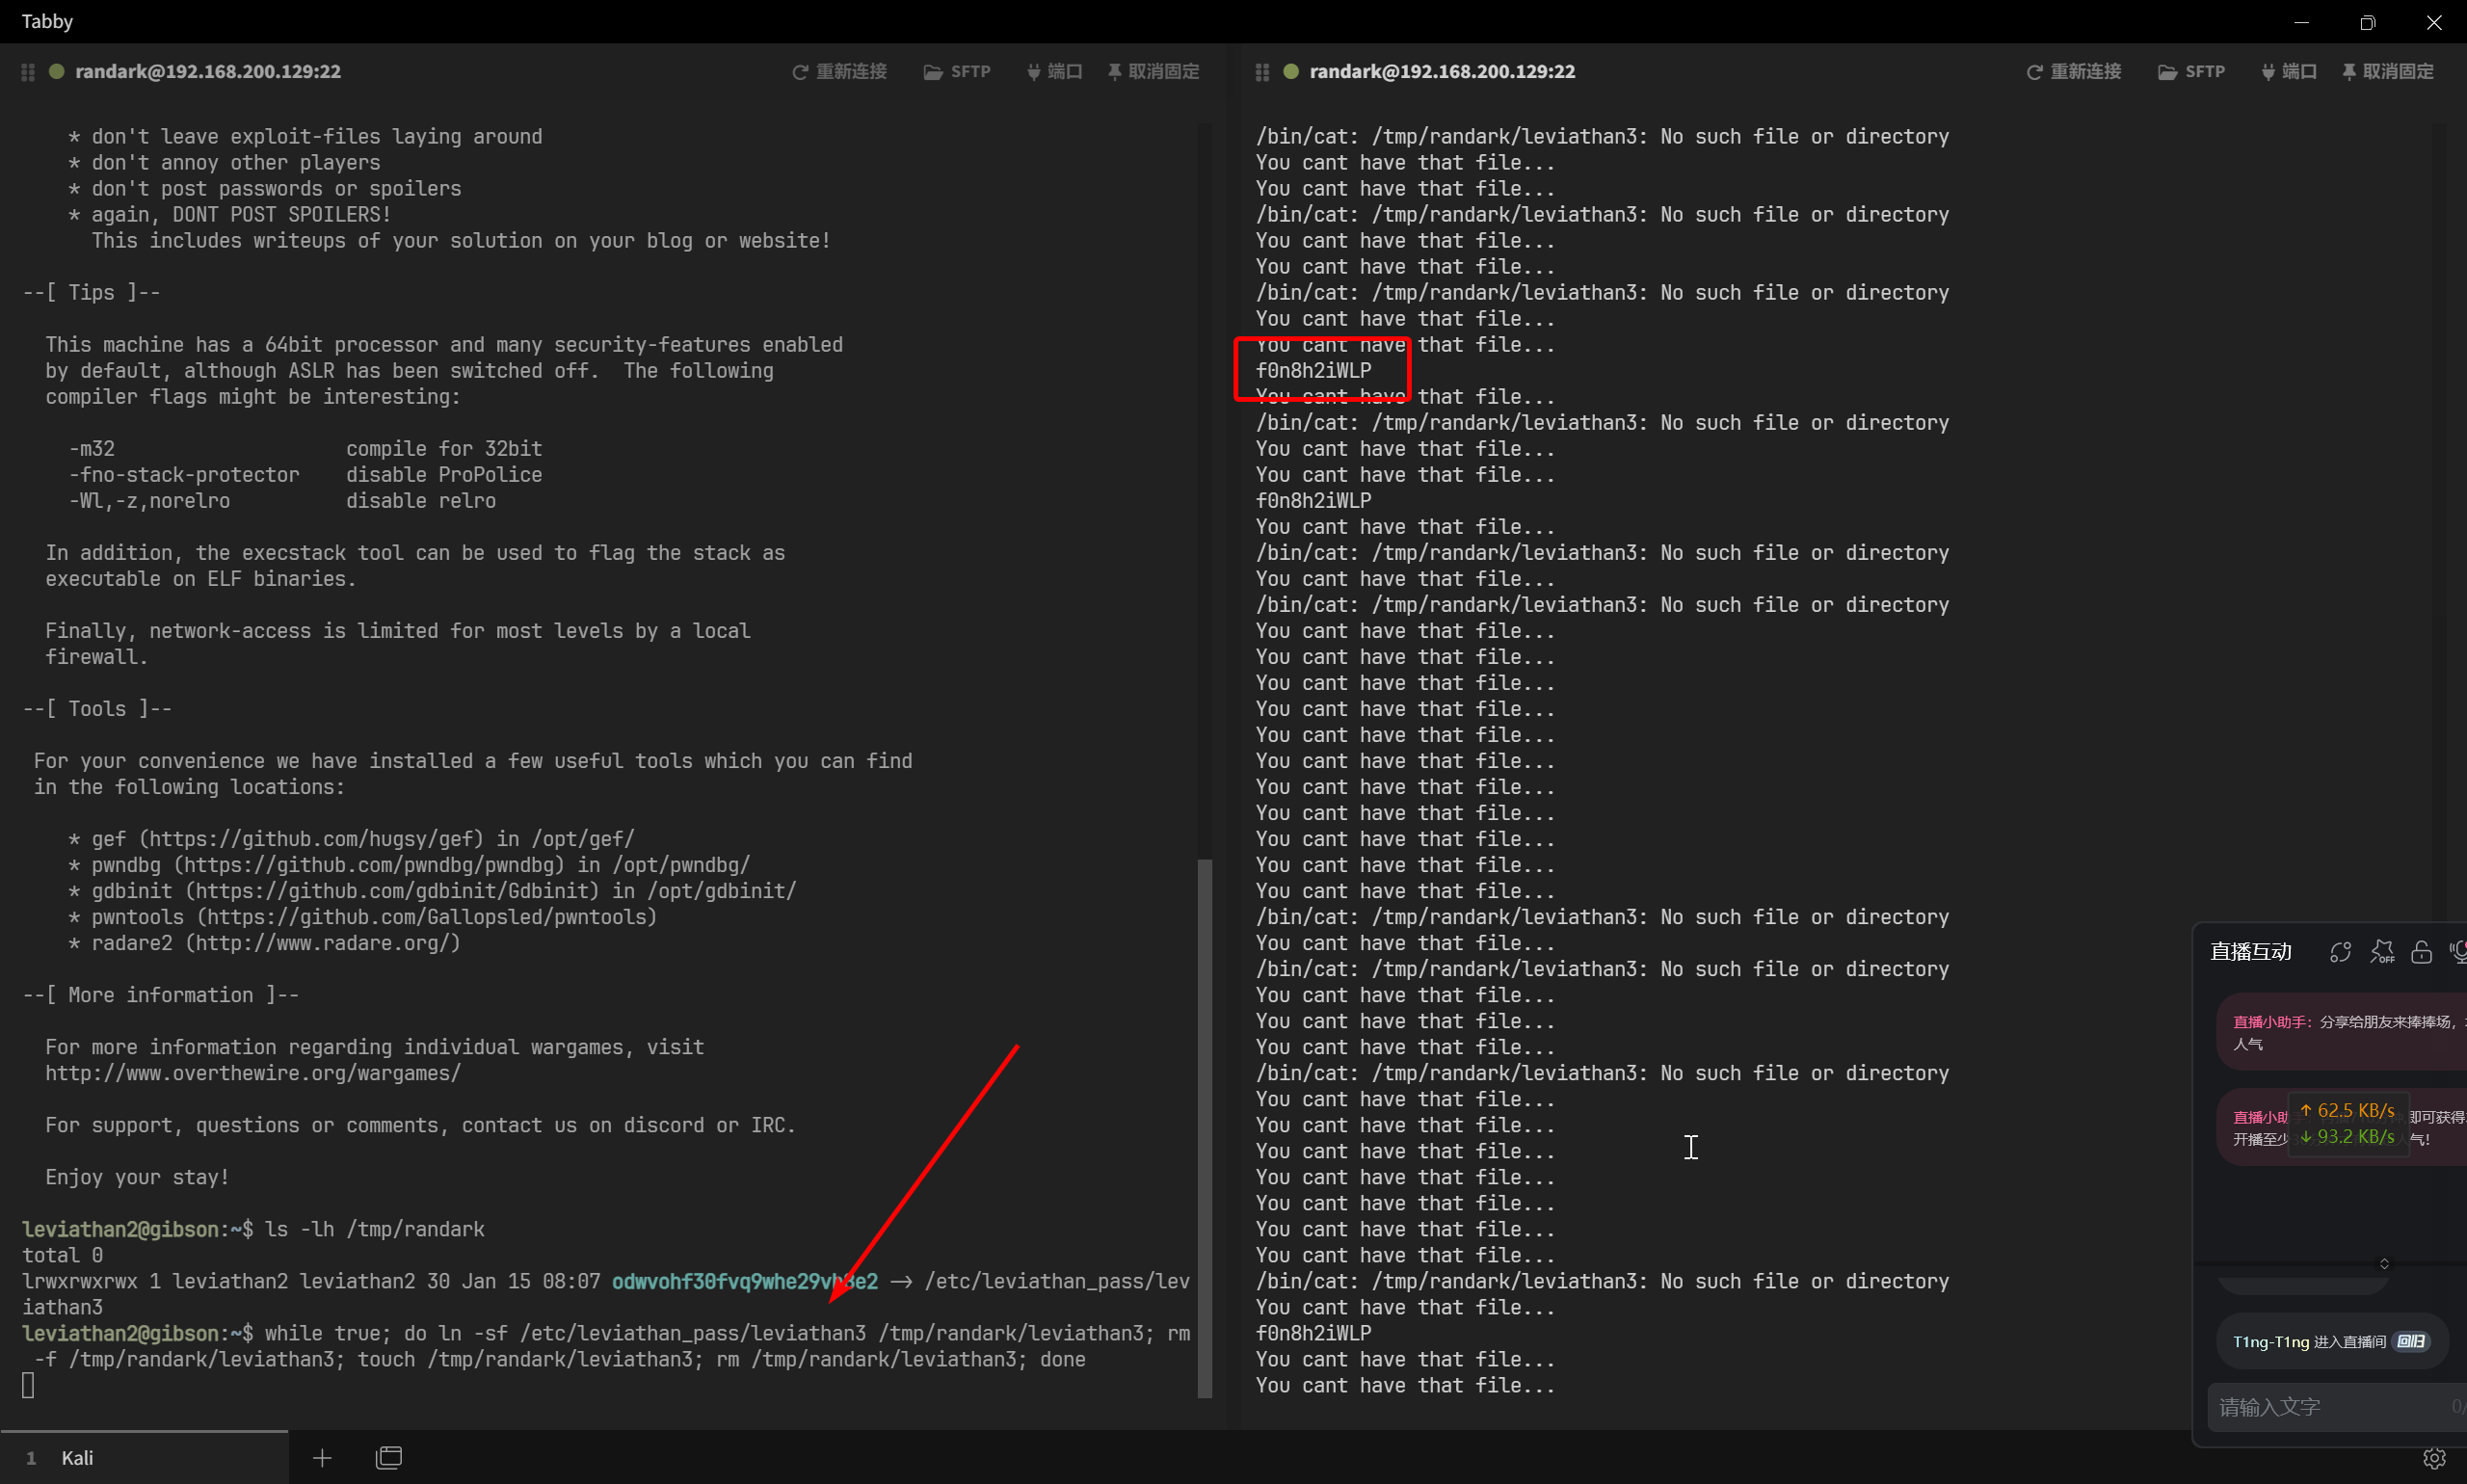 Tabby
randark@192.168.200.129:22
重新连接
SFTP
端口
取消固定
* don't leave exploit-files laying around
* don't annoy other players
* don't post passwords or spoilers
* again, DONT POST SPOILERS!
This includes writeups of your solution on your blog or website!
--[ Tips ]--
This machine has a 64bit processor and many security-features enabled
by default, although ASLR has been switched off.  The following
compiler flags might be interesting:
-m32                    compile for 32bit
-fno-stack-protector    disable ProPolice
-Wl,-z,norelro          disable relro
In addition, the execstack tool can be used to flag the stack as
executable on ELF binaries.
Finally, network-access is limited for most levels by a local
firewall.
--[ Tools ]--
For your convenience we have installed a few useful tools which you can find
in the following locations:
* gef (https://github.com/hugsy/gef) in /opt/gef/
* pwndbg (https://github.com/pwndbg/pwndbg) in /opt/pwndbg/
* gdbinit (https://github.com/gdbinit/Gdbinit) in /opt/gdbinit/
* pwntools (https://github.com/Gallopsled/pwntools)
* radare2 (http://www.radare.org/)
--[ More information ]--
For more information regarding individual wargames, visit
http://www.overthewire.org/wargames/
For support, questions or comments, contact us on discord or IRC.
Enjoy your stay!
leviathan2@gibson:~$ ls -lh /tmp/randark
total 0
lrwxrwxrwx 1 leviathan2 leviathan2 30 Jan 15 08:07 → /etc/leviathan_pass/lev
iathan3
leviathan2@gibson:~$ while true; do ln -sf /etc/leviathan_pass/leviathan3 /tmp/randark/leviathan3; rm
-f /tmp/randark/leviathan3; touch /tmp/randark/leviathan3; rm /tmp/randark/leviathan3; done
randark@192.168.200.129:22
重新连接
SFTP
端口
取消固定
/bin/cat: /tmp/randark/leviathan3: No such file or directory
You cant have that file...
You cant have that file...
/bin/cat: /tmp/randark/leviathan3: No such file or directory
You cant have that file...
You cant have that file...
/bin/cat: /tmp/randark/leviathan3: No such file or directory
You cant have that file...
You cant have that file...
f0n8h2iWLP
You cant have that file...
/bin/cat: /tmp/randark/leviathan3: No such file or directory
You cant have that file...
You cant have that file...
f0n8h2iWLP
You cant have that file...
/bin/cat: /tmp/randark/leviathan3: No such file or directory
You cant have that file...
/bin/cat: /tmp/randark/leviathan3: No such file or directory
You cant have that file...
You cant have that file...
You cant have that file...
You cant have that file...
You cant have that file...
You cant have that file...
You cant have that file...
You cant have that file...
You cant have that file...
You cant have that file...
You cant have that file...
/bin/cat: /tmp/randark/leviathan3: No such file or directory
You cant have that file...
/bin/cat: /tmp/randark/leviathan3: No such file or directory
You cant have that file...
You cant have that file...
You cant have that file...
/bin/cat: /tmp/randark/leviathan3: No such file or directory
You cant have that file...
You cant have that file...
You cant have that file...
You cant have that file...
You cant have that file...
You cant have that file...
You cant have that file...
/bin/cat: /tmp/randark/leviathan3: No such file or directory
You cant have that file...
f0n8h2iWLP
You cant have that file...
You cant have that file...
直播互动
OFF
直播小助手：分享给朋友来捧捧场，
人气
直播小助
即可获得
开播至少
气！
↑ 62.5 KB/s
↓ 93.2 KB/s
T1ng-T1ng 进入直播间 回归
请输入文字
0/
1 Kali